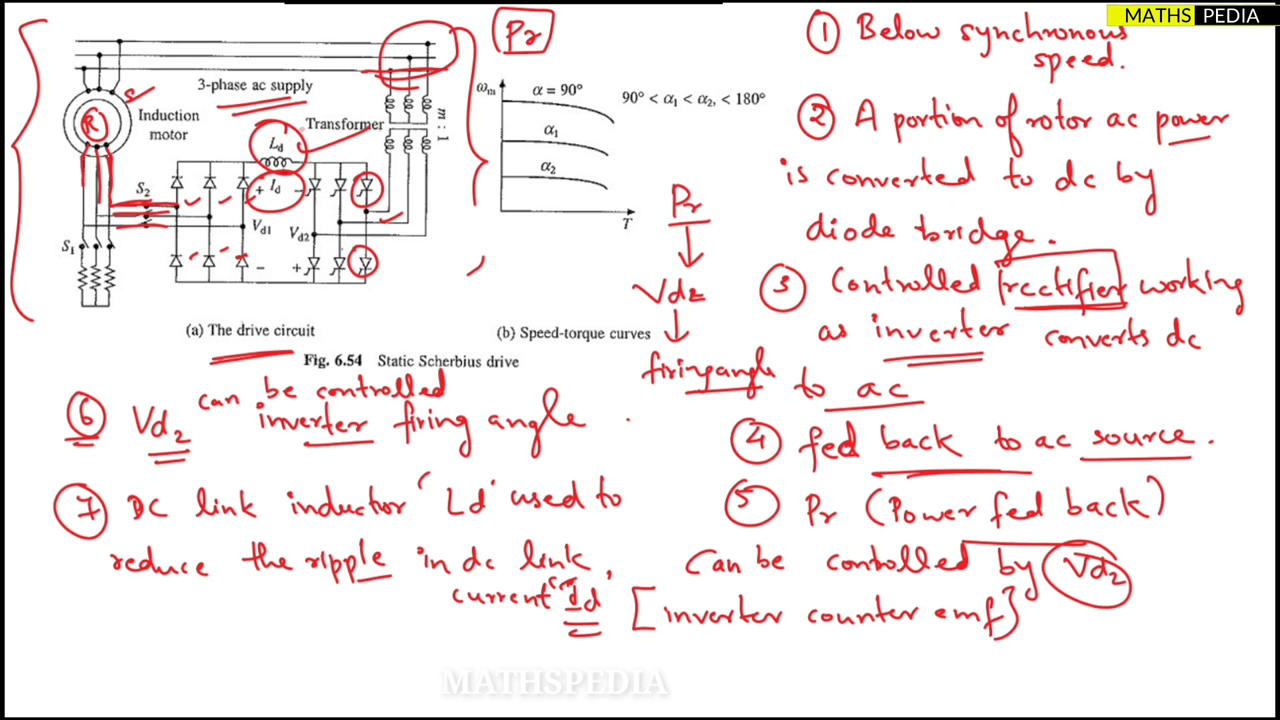 MATHS PEDIA
Pr
3-phase ac supply
S
R
Induction
motor
Transformer
m : 1
Ld
Id
S2
S1
+
−
Vd1
Vd2
−
+
(a) The drive circuit
ωm
α = 90°
α1
α2
T
90° < α1 < α2, < 180°
(b) Speed-torque curves
Fig. 6.54 Static Scherbius drive
Pr
Vd2
firing angle
① Below synchronous
speed.
② A portion of rotor ac power
is converted to dc by
diode bridge.
③ Controlled rectifier working
as inverter converts dc
to ac
④ fed back to ac source.
⑤ Pr (Power fed back)
Can be controlled by Vd2
[inverter counter emf]
⑥ Vd2 can be controlled
inverter firing angle
⑦ DC link inductor 'Ld' used to
reduce the ripple in dc link,
current "Id
MATHSPEDIA